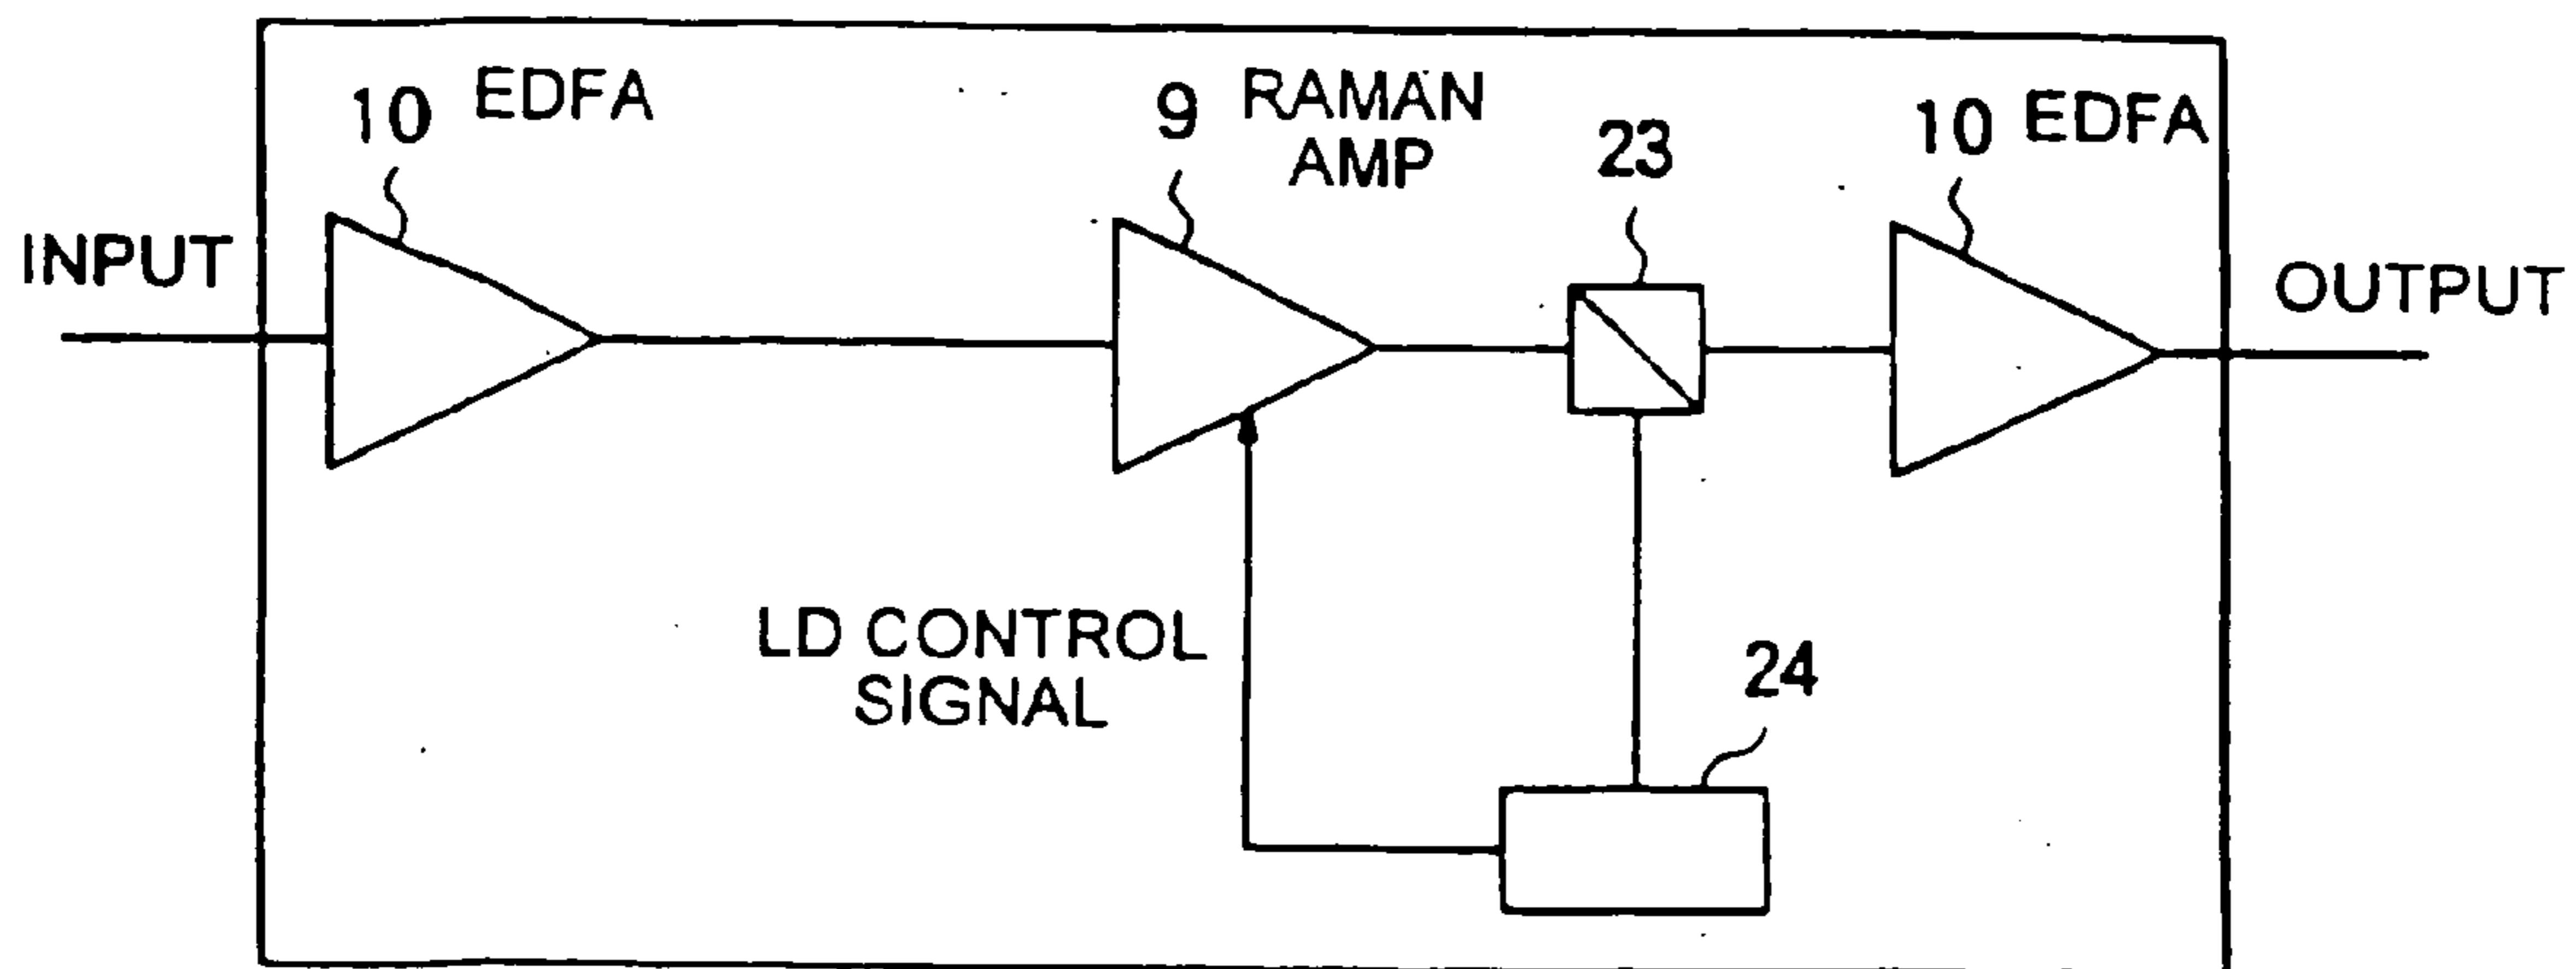 INPUT
10 EDFA
9 RAMAN
AMP
23
10 EDFA
OUTPUT
LD CONTROL
SIGNAL
24